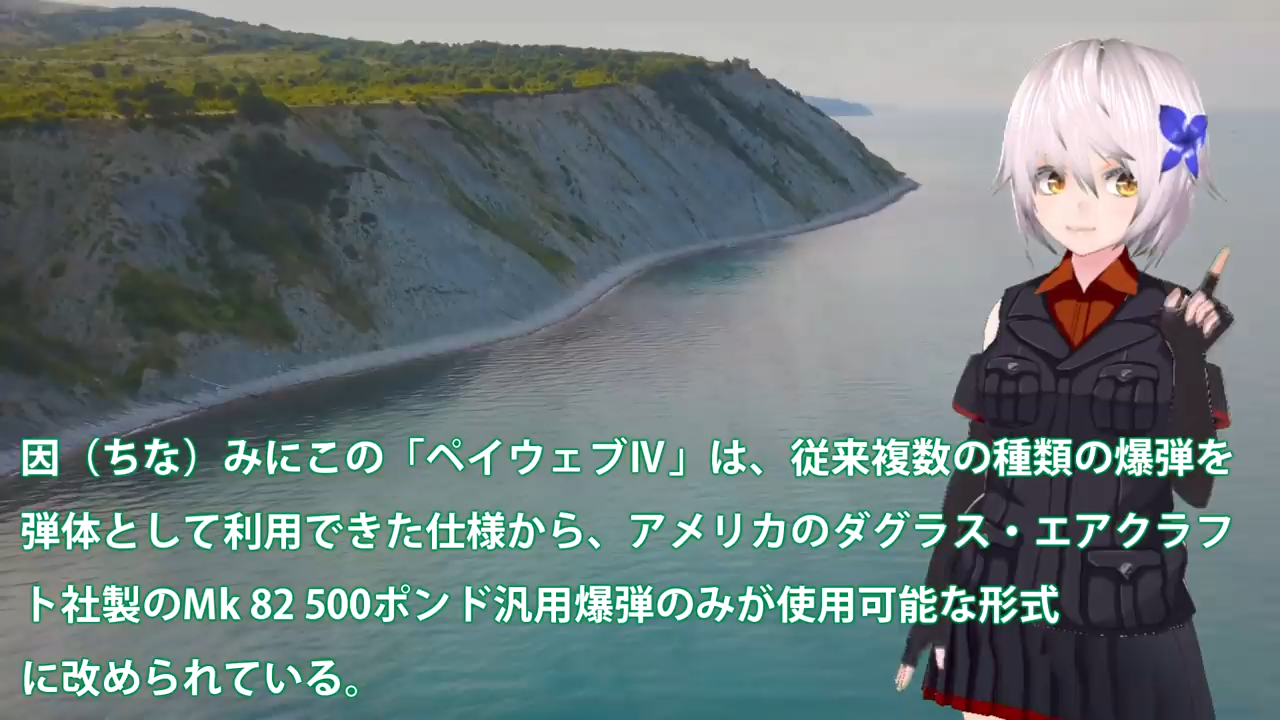 因（ちな）みにこの「ペイウェブⅣ」は、従来複数の種類の爆弾を
弾体として利用できた仕様から、アメリカのダグラス・エアクラフ
ト社製のMk 82 500ポンド汎用爆弾のみが使用可能な形式
に改められている。